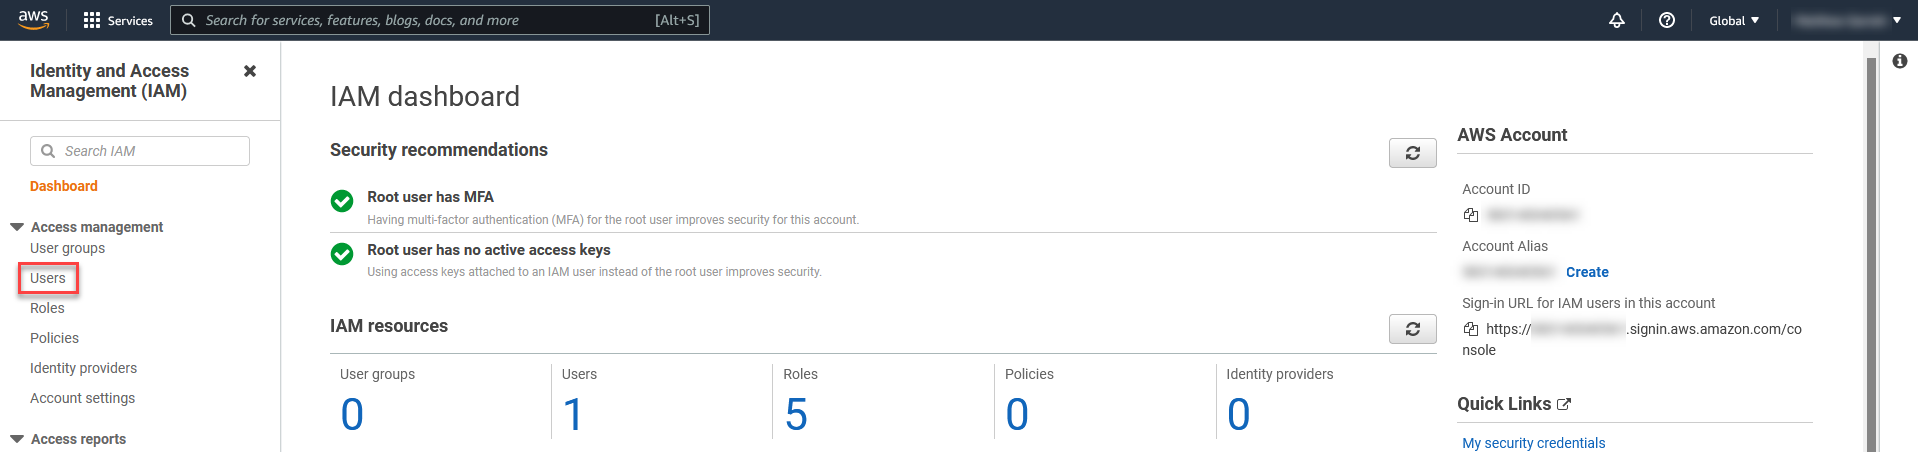 aws
Services
Search for services, features, blogs, docs, and more
[Alt+S]
Global
Identity and Access
Management (IAM)
Search IAM
Dashboard
Access management
User groups
Users
Roles
Policies
Identity providers
Account settings
Access reports
IAM dashboard
Security recommendations
Root user has MFA
Having multi-factor authentication (MFA) for the root user improves security for this account.
Root user has no active access keys
Using access keys attached to an IAM user instead of the root user improves security.
IAM resources
User groups
0
Users
1
Roles
5
Policies
0
Identity providers
0
AWS Account
Account ID
Account Alias
Create
Sign-in URL for IAM users in this account
https:// .signin.aws.amazon.com/co
nsole
Quick Links
My security credentials